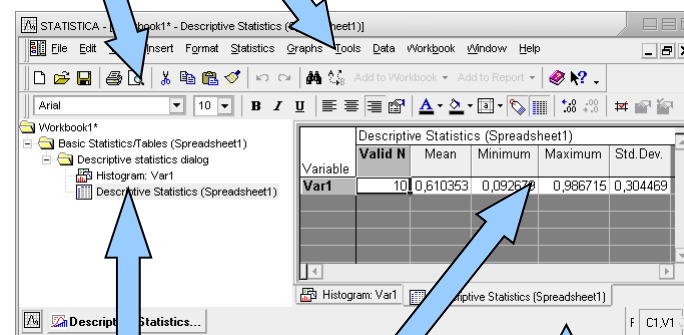 STATISTICA - [Workbook1* - Descriptive Statistics (Spreadsheet1)]
File Edit Insert Format Statistics Graphs Tools Data Workbook Window Help
Add to Workbook Add to Report
Arial 10 B I U
Workbook1*
Basic Statistics/Tables (Spreadsheet1)
Descriptive statistics dialog
Histogram: Var1
Descriptive Statistics (Spreadsheet1)
Descriptive Statistics (Spreadsheet1)
Variable Valid N Mean Minimum Maximum Std.Dev.
Var1 10 0,610353 0,092679 0,986715 0,304469
Histogram: Var1 Descriptive Statistics (Spreadsheet1)
Descriptive Statistics... C1,V1